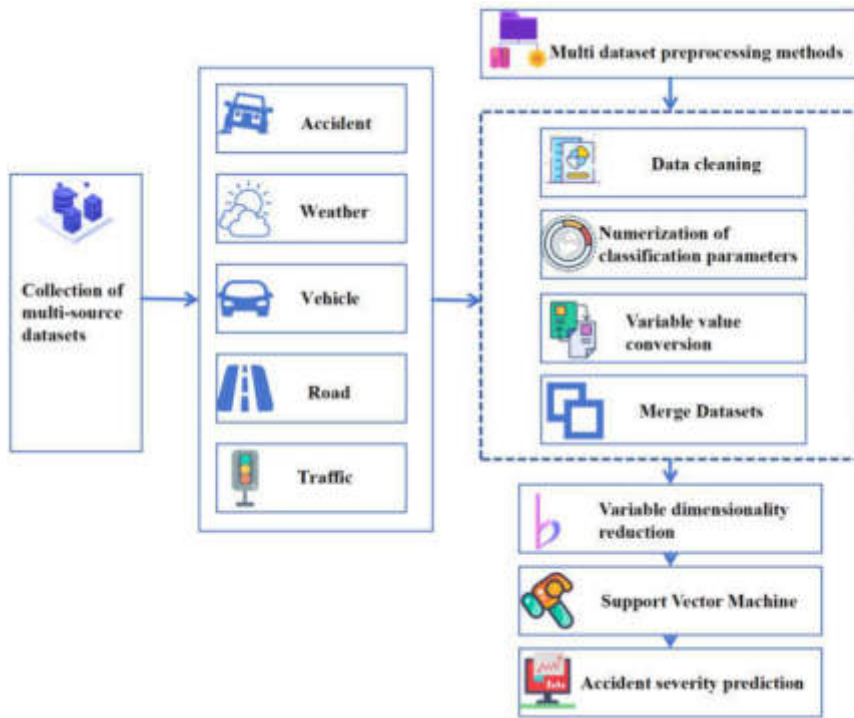 Collection of
multi-source
datasets
Accident
Weather
Vehicle
Road
Traffic
Multi dataset preprocessing methods
Data cleaning
Numerization of
classification parameters
Variable value
conversion
Merge Datasets
Variable dimensionality
reduction
Support Vector Machine
Accident severity prediction